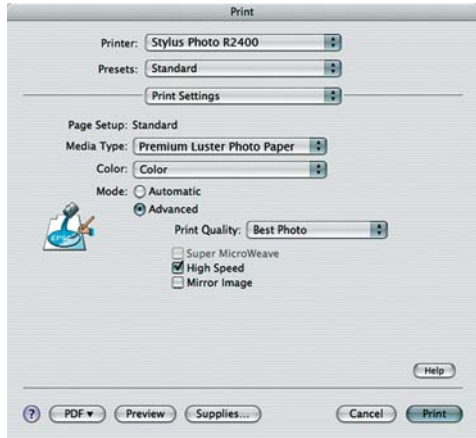 Print
Printer: Stylus Photo R2400
Presets: Standard
Print Settings
Page Setup: Standard
Media Type: Premium Luster Photo Paper
Color: Color
Mode: Automatic
Advanced
Print Quality: Best Photo
Super MicroWeave
High Speed
Mirror Image
EPSON
Help
? PDF Preview Supplies... Cancel Print